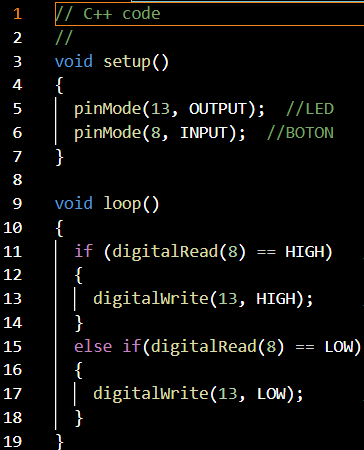 1 // C++ code
2 //
3 void setup()
4 {
5   pinMode(13, OUTPUT);  //LED
6   pinMode(8, INPUT);  //BOTON
7 }
8
9 void loop()
10 {
11   if (digitalRead(8) == HIGH)
12   {
13     digitalWrite(13, HIGH);
14   }
15   else if(digitalRead(8) == LOW)
16   {
17     digitalWrite(13, LOW);
18   }
19 }